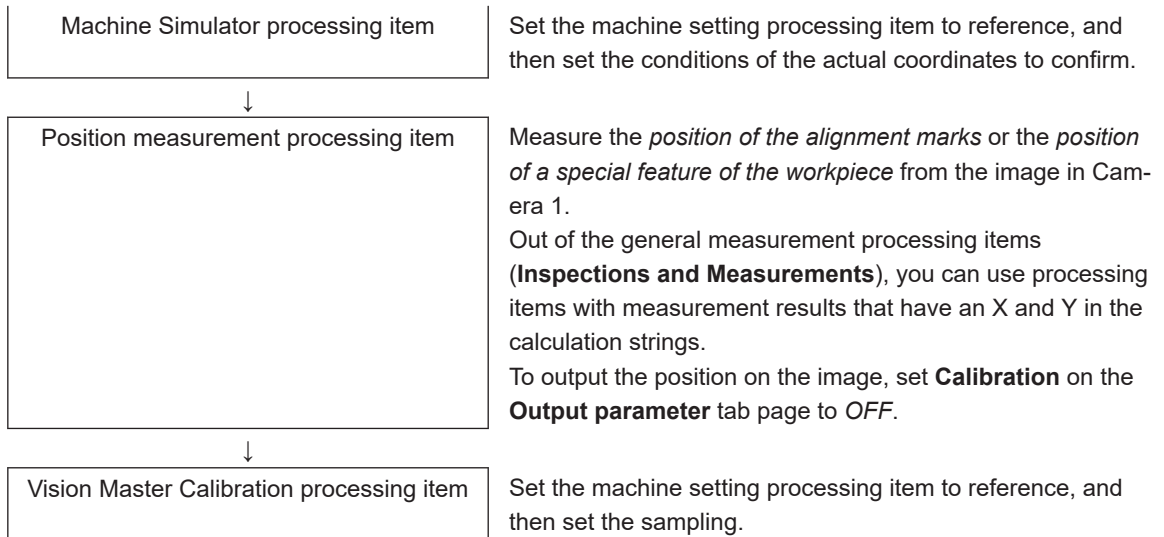 Machine Simulator processing item
Set the machine setting processing item to reference, and
then set the conditions of the actual coordinates to confirm.
↓
Position measurement processing item
Measure the position of the alignment marks or the position
of a special feature of the workpiece from the image in Cam-
era 1.
Out of the general measurement processing items
(Inspections and Measurements), you can use processing
items with measurement results that have an X and Y in the
calculation strings.
To output the position on the image, set Calibration on the
Output parameter tab page to OFF.
↓
Vision Master Calibration processing item
Set the machine setting processing item to reference, and
then set the sampling.